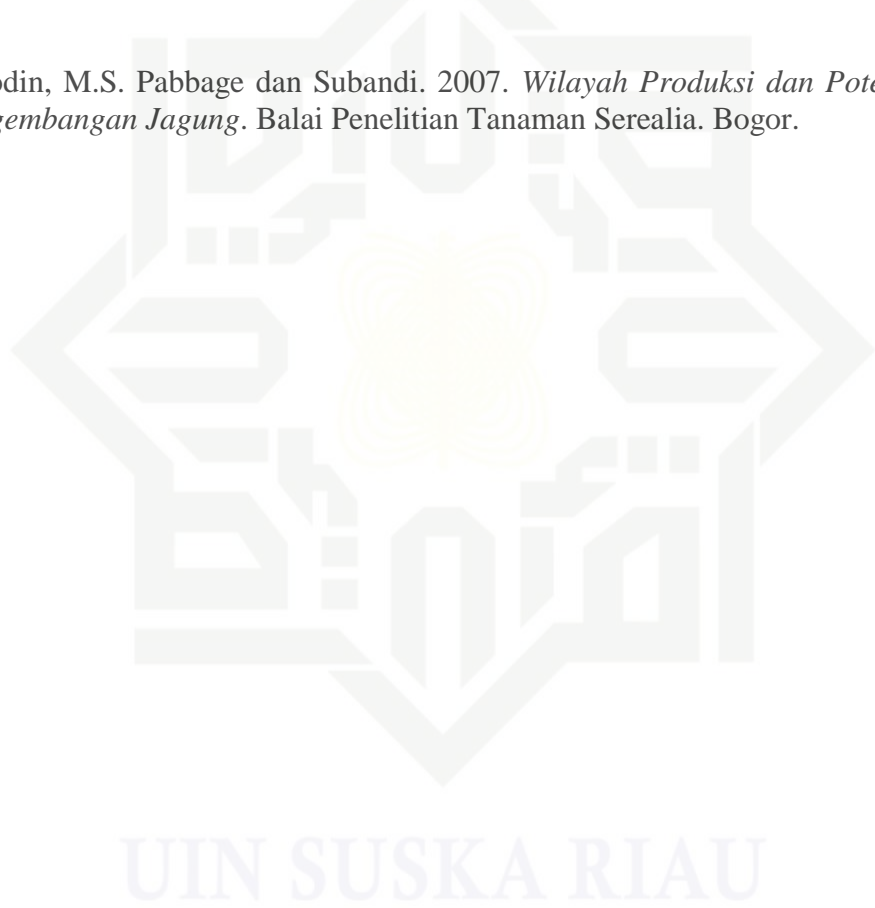 odin, M.S. Pabbage dan Subandi. 2007. Wilayah Produksi dan Pote
gembangan Jagung. Balai Penelitian Tanaman Serealia. Bogor.
UIN SUSKA RIAU